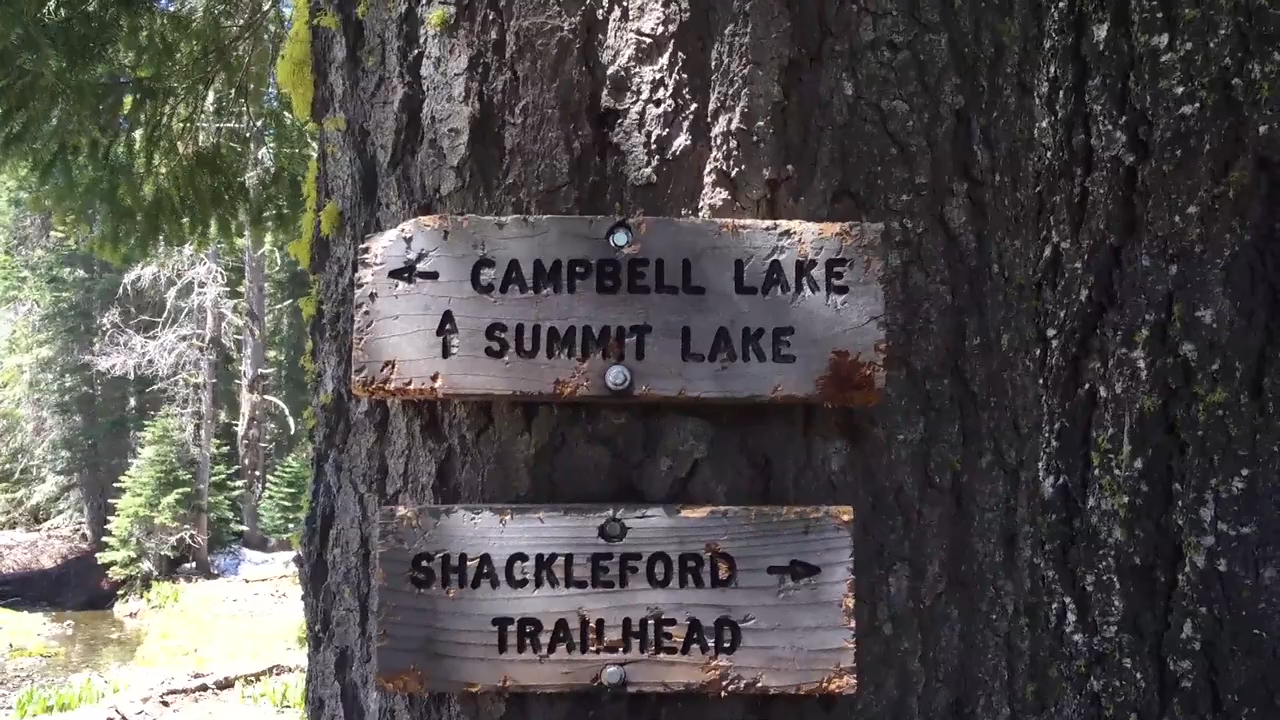 ← CAMPBELL LAKE
↑ SUMMIT LAKE
SHACKLEFORD →
TRAILHEAD